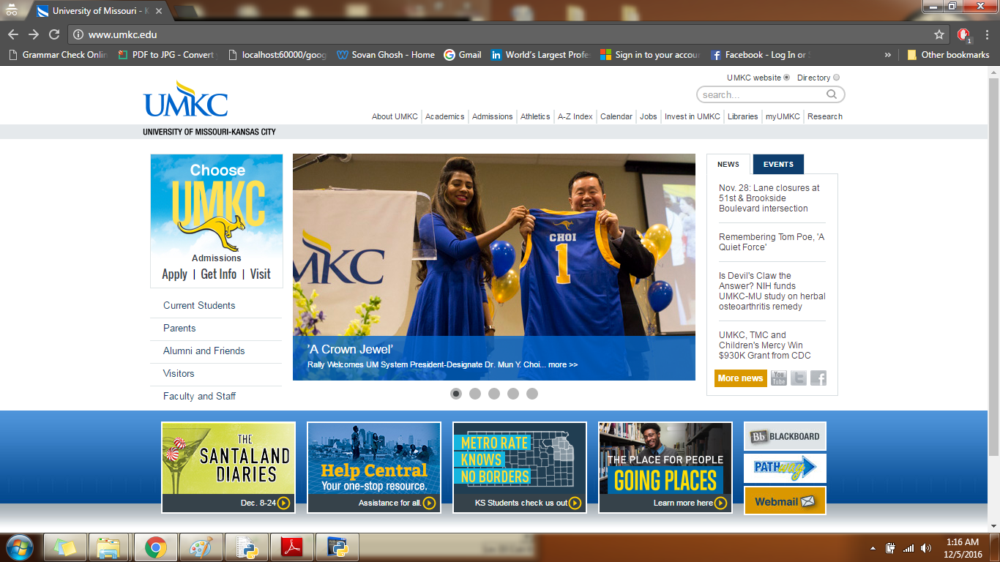 University of Missouri - K
www.umkc.edu
Grammar Check Onlin
PDF to JPG - Convert
localhost:60000/goog
Sovan Ghosh - Home
Gmail
World's Largest Profe
Sign in to your accou
Facebook - Log In or S
»
Other bookmarks
UMKC website
Directory
search...
UMKC
UNIVERSITY OF MISSOURI-KANSAS CITY
About UMKC
Academics
Admissions
Athletics
A-Z Index
Calendar
Jobs
Invest in UMKC
Libraries
myUMKC
Research
Choose
UMKC
Admissions
Apply | Get Info | Visit
Current Students
Parents
Alumni and Friends
Visitors
Faculty and Staff
MKC
CHOI
1
'A Crown Jewel'
Rally Welcomes UM System President-Designate Dr. Mun Y. Choi... more >>
NEWS
EVENTS
Nov. 28: Lane closures at
51st & Brookside
Boulevard intersection
Remembering Tom Poe, 'A
Quiet Force'
Is Devil's Claw the
Answer? NIH funds
UMKC-MU study on herbal
osteoarthritis remedy
UMKC, TMC and
Children's Mercy Win
$930K Grant from CDC
More news
You
Tube
THE
SANTALAND
DIARIES
Dec. 8-24
Help Central
Your one-stop resource.
Assistance for all.
METRO RATE
KNOWS
NO BORDERS
KS Students check us out
THE PLACE FOR PEOPLE
GOING PLACES
Learn more here
Bb BLACKBOARD
PATHway
Webmail
1:16 AM
12/5/2016